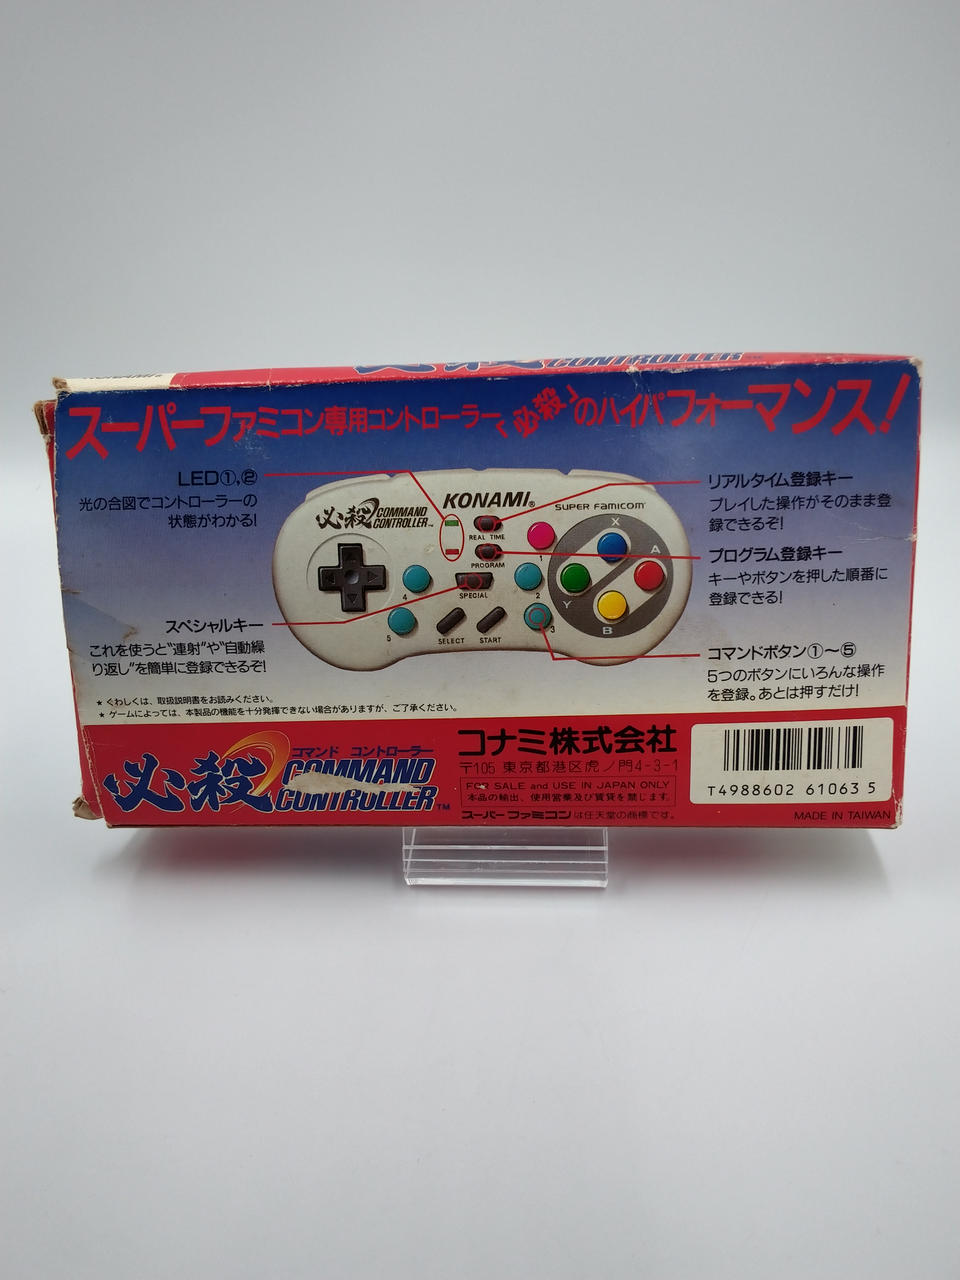 CONTROLLER
スーパーファミコン専用コントローラー「必殺」のハイパフォーマンス!
LED①,②
光の合図でコントローラーの
状態がわかる!
スペシャルキー
これを使うと"連射"や"自動繰
り返し"を簡単に登録できるぞ!
必殺 COMMAND
CONTROLLER™
KONAMI®
SUPER FAMICOM
REAL TIME
PROGRAM
SPECIAL
SELECT
START
1
2
3
4
5
X
A
Y
B
リアルタイム登録キー
プレイした操作がそのまま登
録できるぞ!
プログラム登録キー
キーやボタンを押した順番に
登録できる!
コマンドボタン①〜⑤
5つのボタンにいろんな操作
を登録。あとは押すだけ!
★くわしくは、取扱説明書をお読みください。
★ゲームによっては、本製品の機能を十分発揮できない場合がありますが、ご了承ください。
必殺 コマンド コントローラー
COMMAND
CONTROLLER™
コナミ株式会社
〒105 東京都港区虎ノ門4-3-1
FOR SALE and USE IN JAPAN ONLY
本品の輸出、使用営業及び賃貸を禁じます。
スーパーファミコンは任天堂の商標です。
T4988602 61063 5
MADE IN TAIWAN